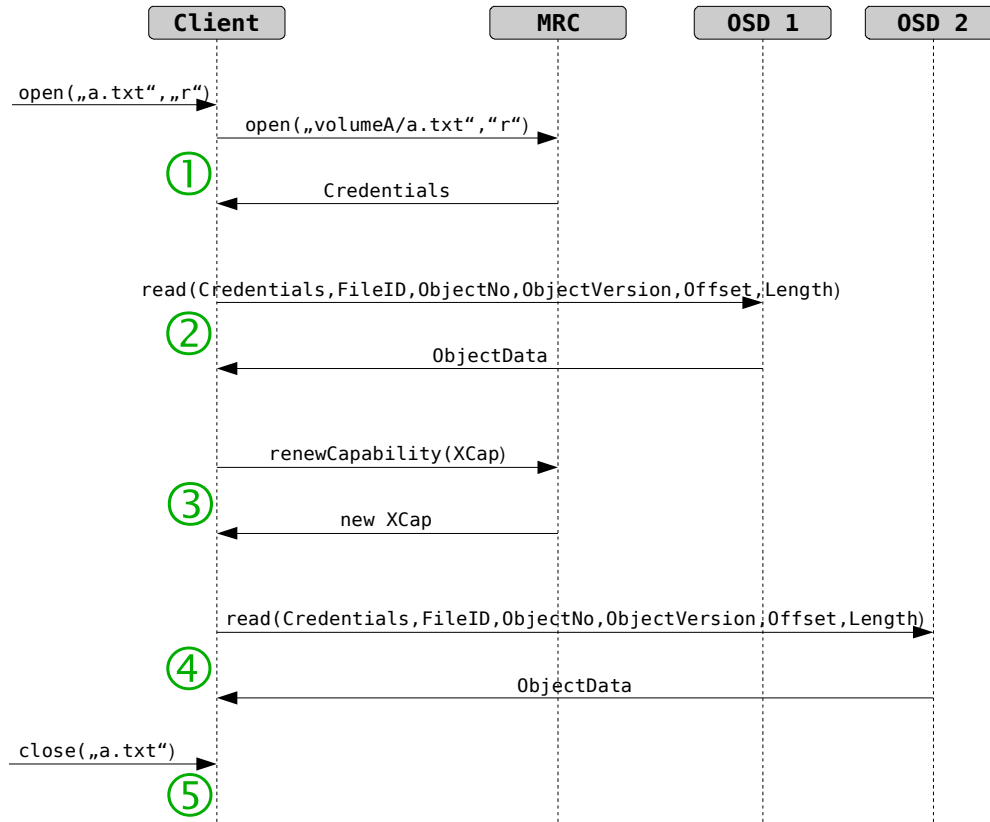 Client MRC OSD 1 OSD 2
open(„a.txt“,„r“)
open(„volumeA/a.txt“,“r“)
①
Credentials
read(Credentials,FileID,ObjectNo,ObjectVersion,Offset,Length)
②
ObjectData
renewCapability(XCap)
③
new XCap
read(Credentials,FileID,ObjectNo,ObjectVersion,Offset,Length)
④
ObjectData
close(„a.txt“)
⑤